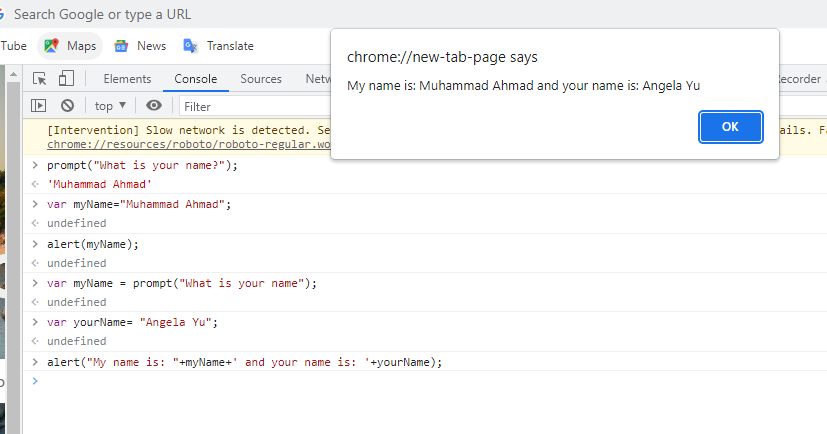 Search Google or type a URL
Tube Maps News Translate
chrome://new-tab-page says
My name is: Muhammad Ahmad and your name is: Angela Yu
OK
Elements Console Sources Recorder
top ▼ Filter
[Intervention] Slow network is detected. ails. Fa
chrome://resources/roboto/roboto-regular.wo
> prompt("What is your name?");
<· 'Muhammad Ahmad'
> var myName="Muhammad Ahmad";
<· undefined
> alert(myName);
<· undefined
> var myName = prompt("What is your name");
<· undefined
> var yourName= "Angela Yu";
<· undefined
> alert("My name is: "+myName+' and your name is: '+yourName);
>